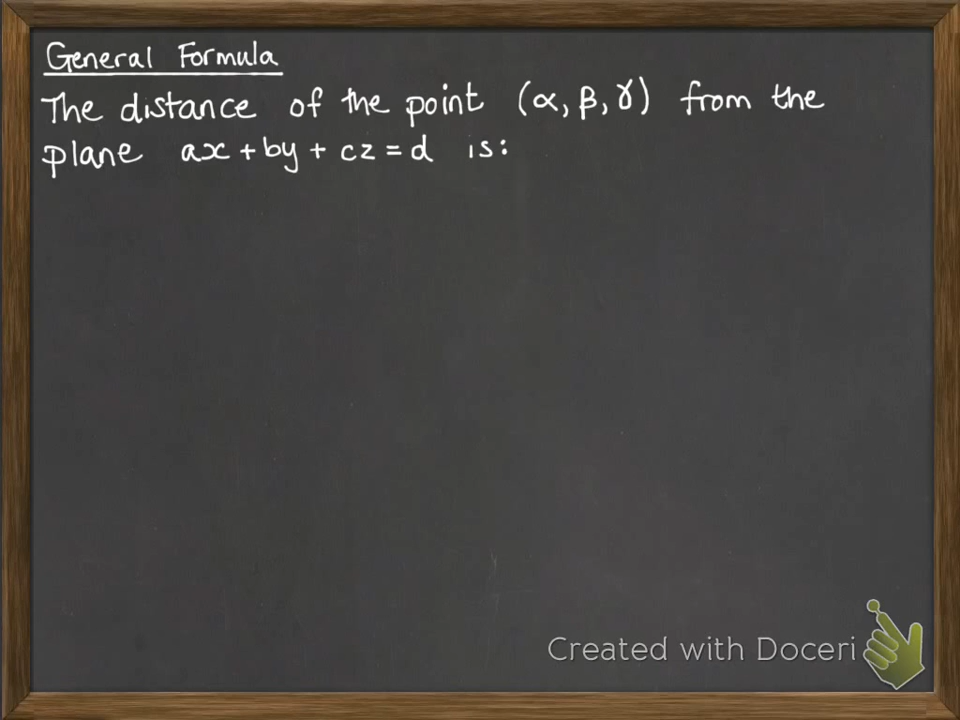 General Formula
The distance of the point (α, β, γ) from the
plane ax + by + cz = d is:
Created with Doceri